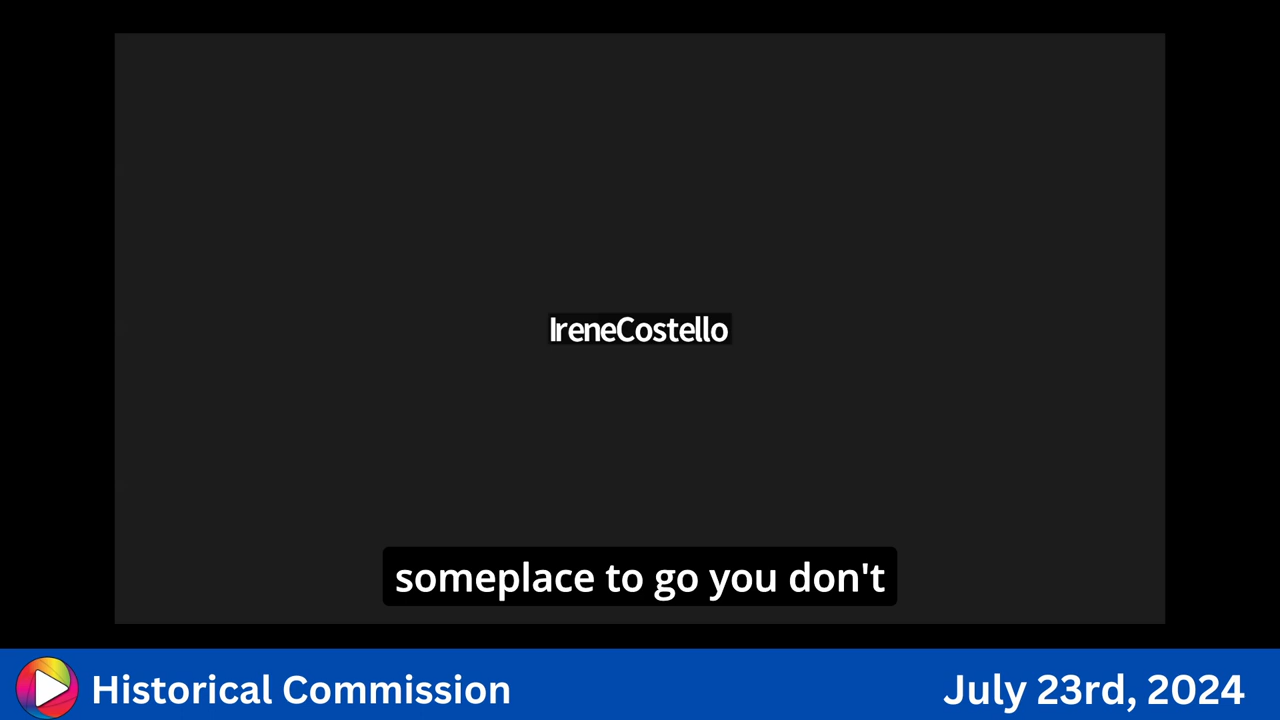 IreneCostello
someplace to go you don't
Historical Commission
July 23rd, 2024